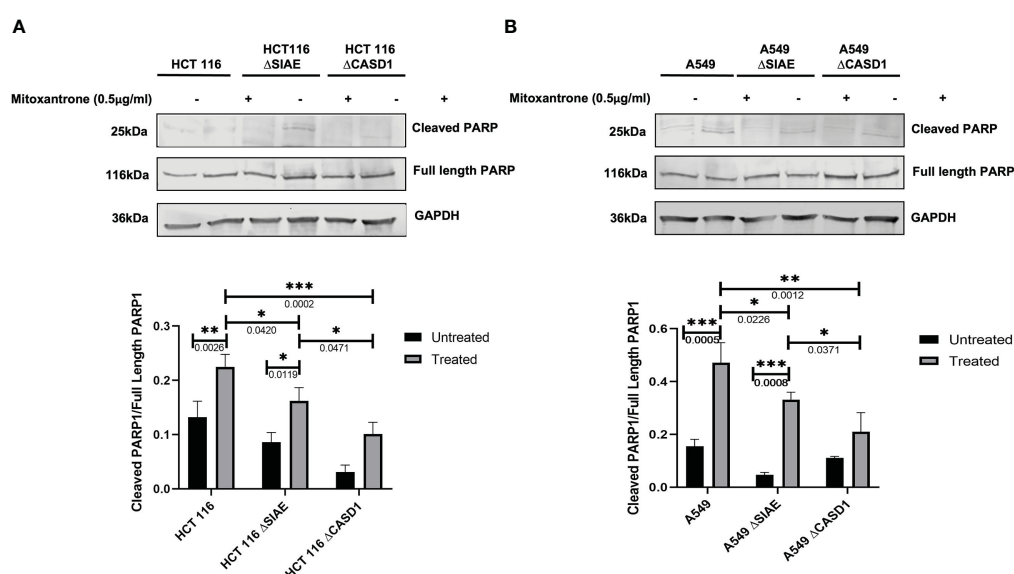 A
HCT 116
HCT116
ΔSIAE
HCT 116
ΔCASD1
Mitoxantrone (0.5μg/ml)
- + - + - +
25kDa
Cleaved PARP
116kDa
Full length PARP
36kDa
GAPDH
Cleaved PARP1/Full Length PARP1
0.3
0.2
0.1
0.0
***
0.0002
**
0.0026
*
0.0420
*
0.0119
*
0.0471
Untreated
Treated
HCT 116
HCT 116 ΔSIAE
HCT 116 ΔCASD1
B
A549
A549
ΔSIAE
A549
ΔCASD1
Mitoxantrone (0.5μg/ml)
- + - + - +
25kDa
Cleaved PARP
116kDa
Full length PARP
36kDa
GAPDH
Cleaved PARP1/Full Length PARP1
0.6
0.4
0.2
0.0
**
0.0012
***
0.0005
*
0.0226
***
0.0008
*
0.0371
Untreated
Treated
A549
A549 ΔSIAE
A549 ΔCASD1